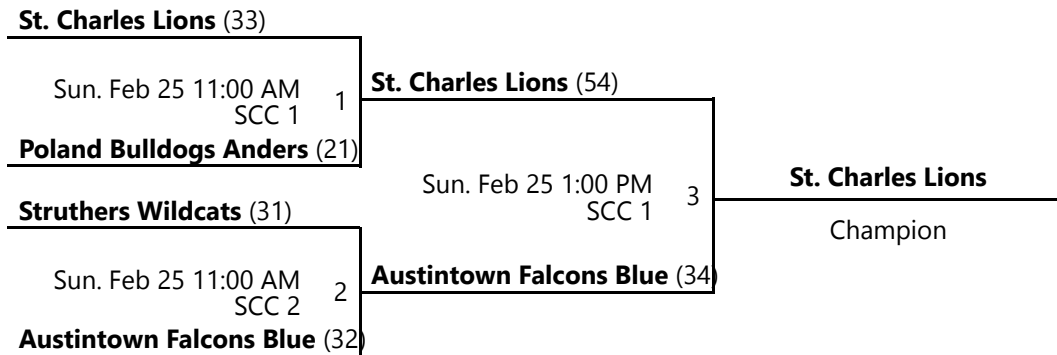 St. Charles Lions (33)
Sun. Feb 25 11:00 AM
SCC 1
1
Poland Bulldogs Anders (21)
St. Charles Lions (54)
Struthers Wildcats (31)
Sun. Feb 25 11:00 AM
SCC 2
2
Austintown Falcons Blue (32)
Sun. Feb 25 1:00 PM
SCC 1
3
Austintown Falcons Blue (34)
St. Charles Lions
Champion